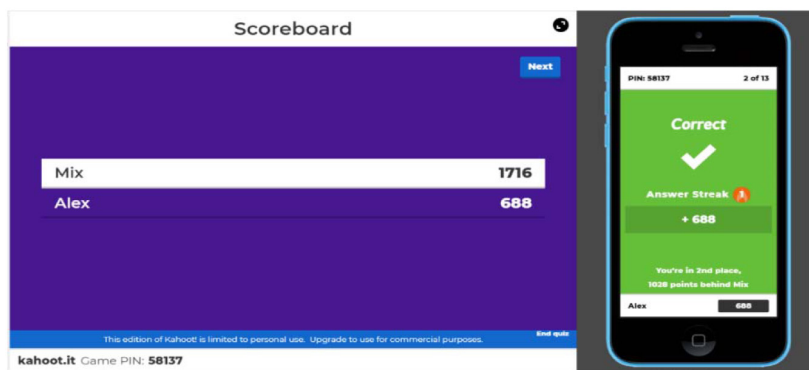 Scoreboard
Next
Mix 1716
Alex 688
This edition of Kahoot! is limited to personal use. Upgrade to use for commercial purposes.
End quiz
kahoot.it Game PIN: 58137
PIN: 58137 2 of 13
Correct
Answer Streak 1
+ 688
You're in 2nd place,
1028 points behind Mix
Alex 688